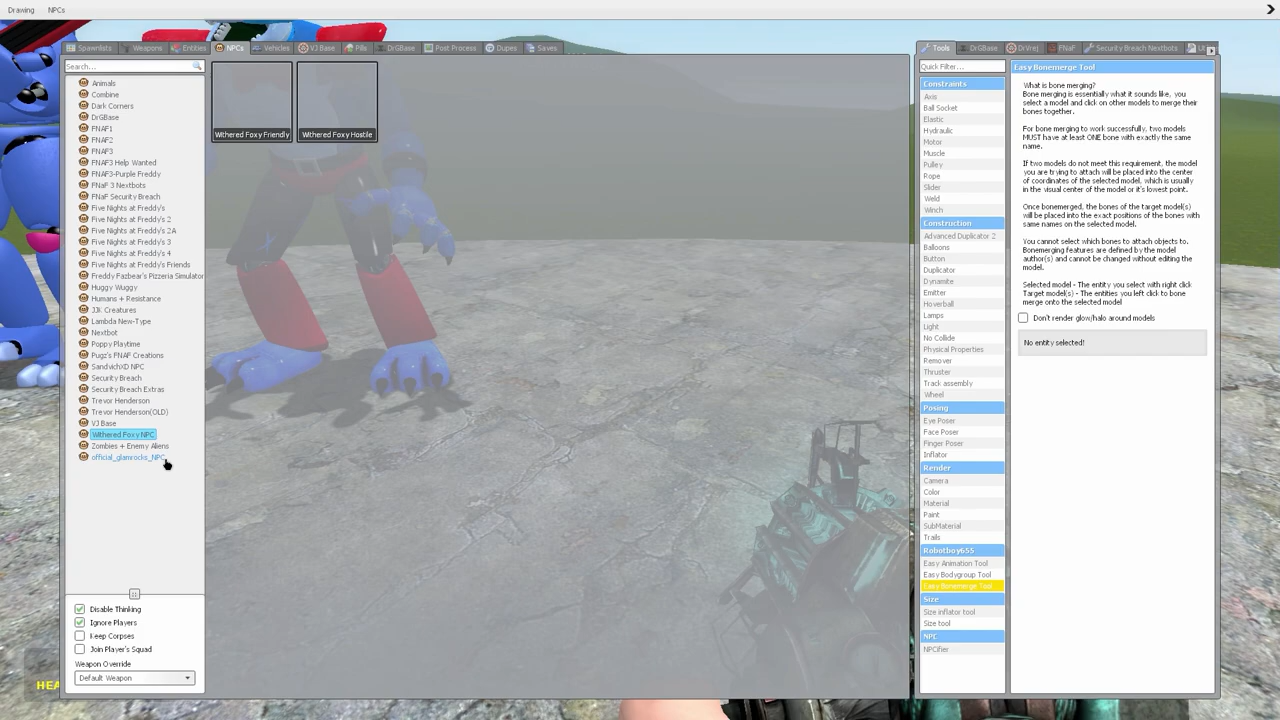 Drawing NPCs
Spawnlists Weapons Entities NPCs Vehicles VJ Base Pills DrGBase Post Process Dupes Saves
Search...
Animals
Combine
Dark Corners
DrGBase
FNAF1
FNAF2
FNAF3
FNAF3 Help Wanted
FNAF3-Purple Freddy
FNaF 3 Nextbots
FNaF Security Breach
Five Nights at Freddy's
Five Nights at Freddy's 2
Five Nights at Freddy's 2A
Five Nights at Freddy's 3
Five Nights at Freddy's 4
Five Nights at Freddy's Friends
Freddy Fazbear's Pizzeria Simulator
Huggy Wuggy
Humans + Resistance
JJK Creatures
Lambda New-Type
Nextbot
Poppy Playtime
Pugz's FNAF Creations
SandvichXD NPC
Security Breach
Security Breach Extras
Trevor Henderson
Trevor Henderson(OLD)
VJ Base
Withered Foxy NPC
Zombies + Enemy Aliens
official_glamrocks_NPC
Disable Thinking
Ignore Players
Keep Corpses
Join Player's Squad
Weapon Override
Default Weapon
HEA
Withered Foxy Friendly
Withered Foxy Hostile
Tools DrGBase DrVrej FNaF Security Breach Nextbots Ut
Quick Filter...
Constraints
Axis
Ball Socket
Elastic
Hydraulic
Motor
Muscle
Pulley
Rope
Slider
Weld
Winch
Construction
Advanced Duplicator 2
Balloons
Button
Duplicator
Dynamite
Emitter
Hoverball
Lamps
Light
No Collide
Physical Properties
Remover
Thruster
Track assembly
Wheel
Posing
Eye Poser
Face Poser
Finger Poser
Inflator
Render
Camera
Color
Material
Paint
SubMaterial
Trails
Robotboy655
Easy Animation Tool
Easy Bodygroup Tool
Easy Bonemerge Tool
Size
Size inflator tool
Size tool
NPC
NPCifier
Easy Bonemerge Tool
What is bone merging?
Bone merging is essentially what it sounds like, you
select a model and click on other models to merge their
bones together.
For bone merging to work successfully, two models
MUST have at least ONE bone with exactly the same
name.
If two models do not meet this requirement, the model
you are trying to attach will be placed into the center
of coordinates of the selected model, which is usually
in the visual center of the model or it's lowest point.
Once bonemerged, the bones of the target model(s)
will be placed into the exact positions of the bones with
same names on the selected model.
You cannot select which bones to attach objects to.
Bonemerging features are defined by the model
author(s) and cannot be changed without editing the
model.
Selected model - The entity you select with right click
Target model(s) - The entities you left click to bone
merge onto the selected model
Don't render glow/halo around models
No entity selected!